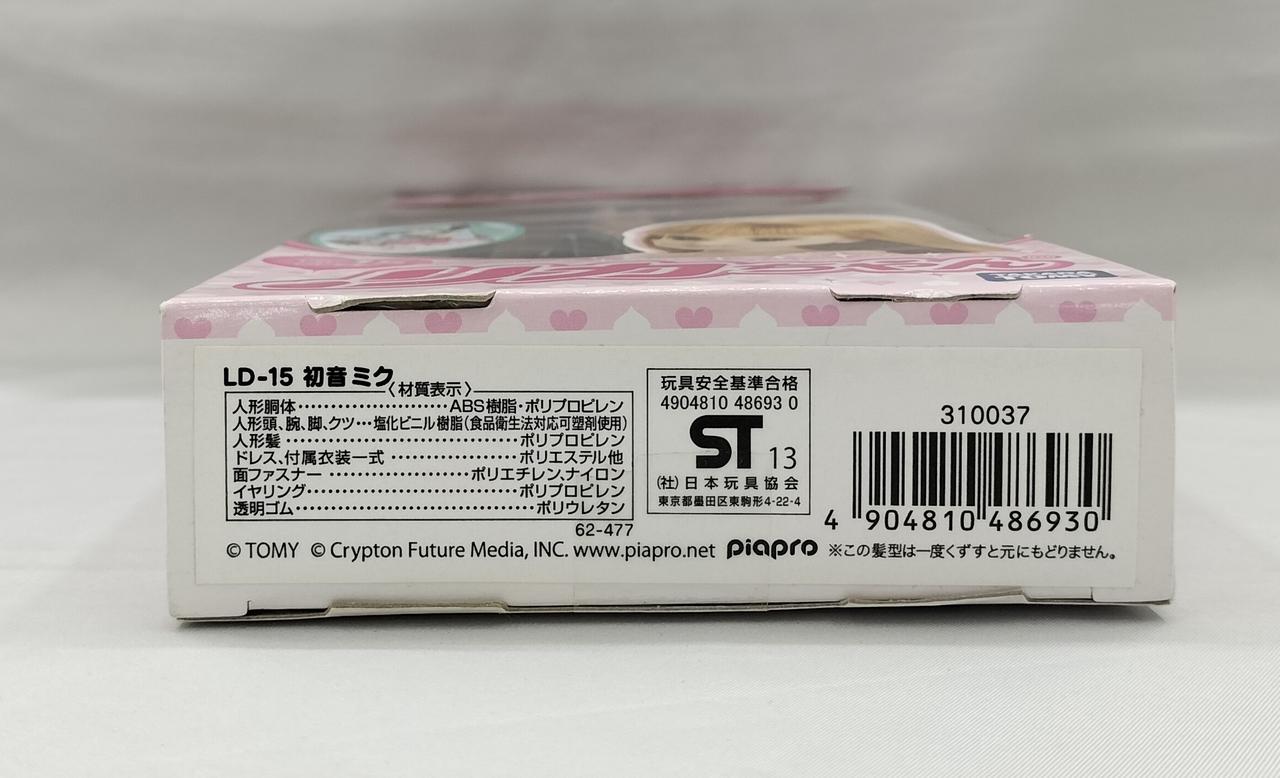 LD-15 初音ミク
〈材質表示〉
人形胴体‥‥‥‥‥‥‥‥‥ABS樹脂・ポリプロピレン
人形頭、腕、脚、クツ…塩化ビニル樹脂(食品衛生法対応可塑剤使用)
人形髪‥‥‥‥‥‥‥‥‥‥‥‥‥ポリプロピレン
ドレス、付属衣装一式‥‥‥‥‥‥‥ポリエステル他
面ファスナー‥‥‥‥‥‥‥‥ポリエチレン、ナイロン
イヤリング‥‥‥‥‥‥‥‥‥‥‥ポリプロピレン
透明ゴム‥‥‥‥‥‥‥‥‥‥‥‥‥ポリウレタン
62-477
玩具安全基準合格
4904810 48693 0
ST 13
(社)日本玩具協会
東京都墨田区東駒形4-22-4
310037
4 904810 486930
© TOMY © Crypton Future Media, INC. www.piapro.net piapro ※この髪型は一度くずすと元にもどりません。